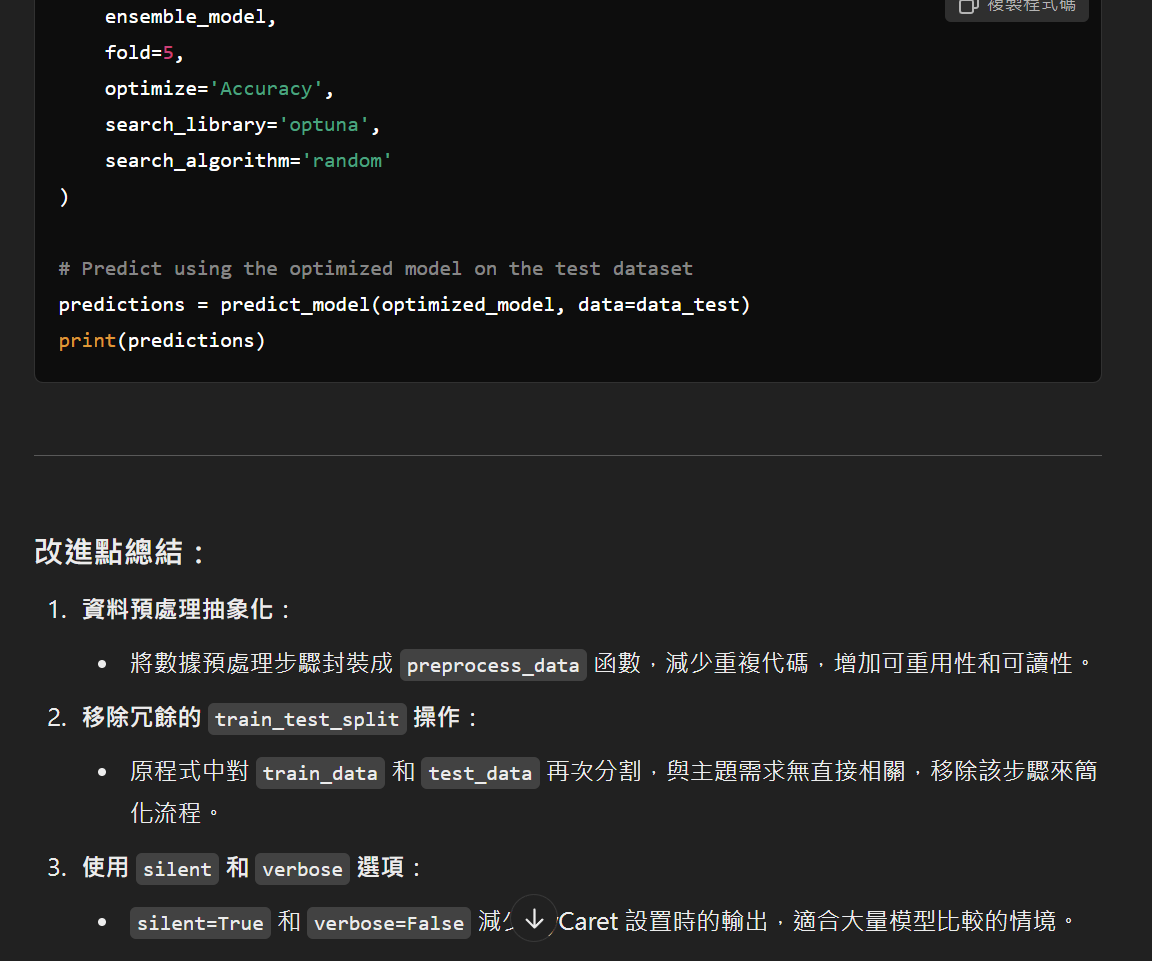 ensemble_model,
複製程式碼
fold=5,
optimize='Accuracy',
search_library='optuna',
search_algorithm='random'
)
# Predict using the optimized model on the test dataset
predictions = predict_model(optimized_model, data=data_test)
print(predictions)
改進點總結：
1. 資料預處理抽象化：
• 將數據預處理步驟封裝成 preprocess_data 函數，減少重複代碼，增加可重用性和可讀性。
2. 移除冗餘的 train_test_split 操作：
• 原程式中對 train_data 和 test_data 再次分割，與主題需求無直接相關，移除該步驟來簡
化流程。
3. 使用 silent 和 verbose 選項：
• silent=True 和 verbose=False 減少 Caret 設置時的輸出，適合大量模型比較的情境。